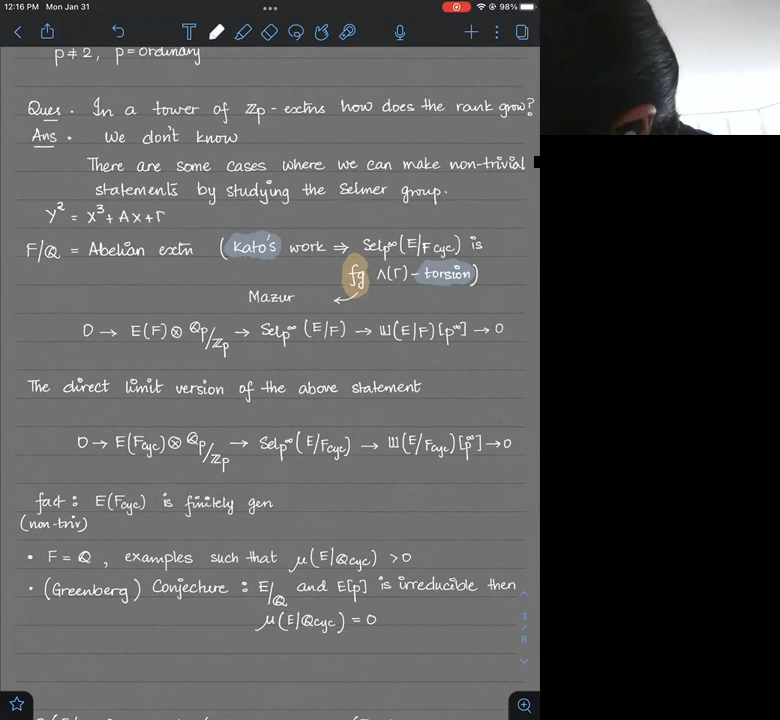 12:16 PM Mon Jan 31
98%
p ≠ 2, p = ordinary
Ques. In a tower of Zp - extns how does the rank grow?
Ans. We don't know
There are some cases where we can make non-trivial
statements by studying the Selmer group.
Y² = X³ + Ax + Γ
F/Q = Abelian extn (Kato's work ⇒ Selp∞(E/Fcyc) is
fg Λ(Γ) - torsion)
Mazur ←
0 → E(F) ⊗ Qp/Zp → Selp∞(E/F) → Ш(E/F)[p∞] → 0
The direct limit version of the above statement
0 → E(Fcyc) ⊗ Qp/Zp → Selp∞(E/Fcyc) → Ш(E/Fcyc)[p∞] → 0
fact : E(Fcyc) is finitely gen
(non-triv)
• F = Q, examples such that μ(E/Qcyc) > 0
• (Greenberg) Conjecture : E/Q and E[p] is irreducible then
μ(E/Qcyc) = 0
3
8